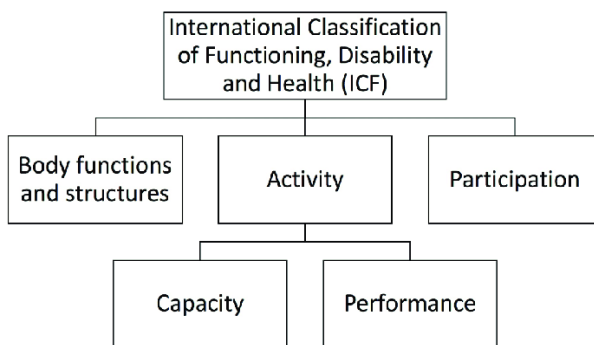 International Classification
of Functioning, Disability
and Health (ICF)
Body functions
and structures
Activity
Participation
Capacity
Performance